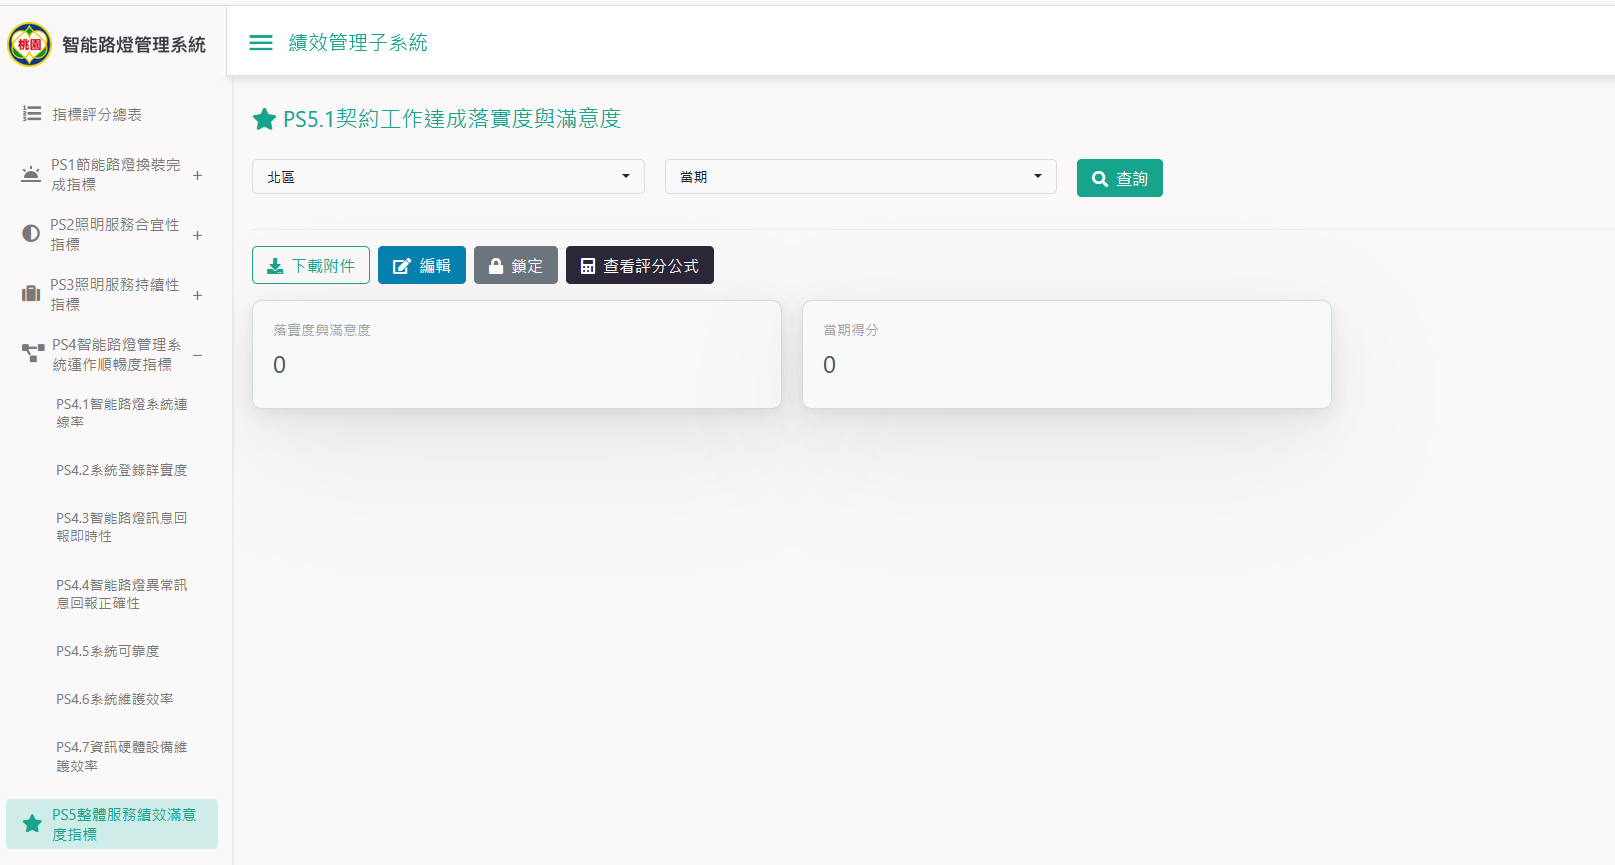 桃園
智能路燈管理系統
績效管理子系統
指標評分總表
PS1節能路燈換裝完
成指標
+
PS2照明服務合宜性
指標
+
PS3照明服務持續性
指標
+
PS4智能路燈管理系
統運作順暢度指標
−
PS4.1智能路燈系統連
線率
PS4.2系統登錄詳實度
PS4.3智能路燈訊息回
報即時性
PS4.4智能路燈異常訊
息回報正確性
PS4.5系統可靠度
PS4.6系統維護效率
PS4.7資訊硬體設備維
護效率
PS5整體服務績效滿意
度指標
PS5.1契約工作達成落實度與滿意度
北區
當期
查詢
下載附件
編輯
鎖定
查看評分公式
落實度與滿意度
0
當期得分
0